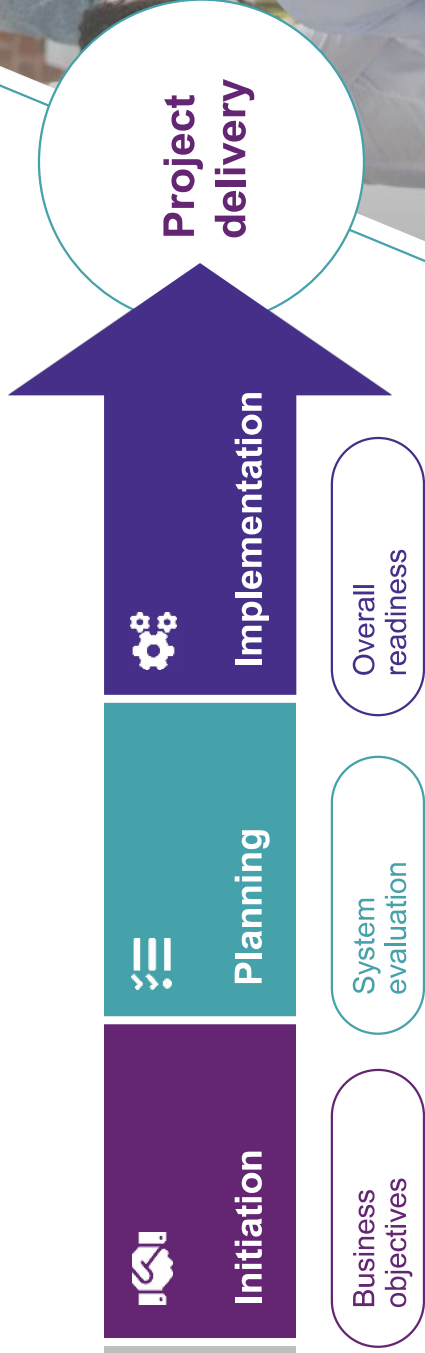 Initiation
Planning
Implementation
Project
delivery
Business
objectives
System
evaluation
Overall
readiness